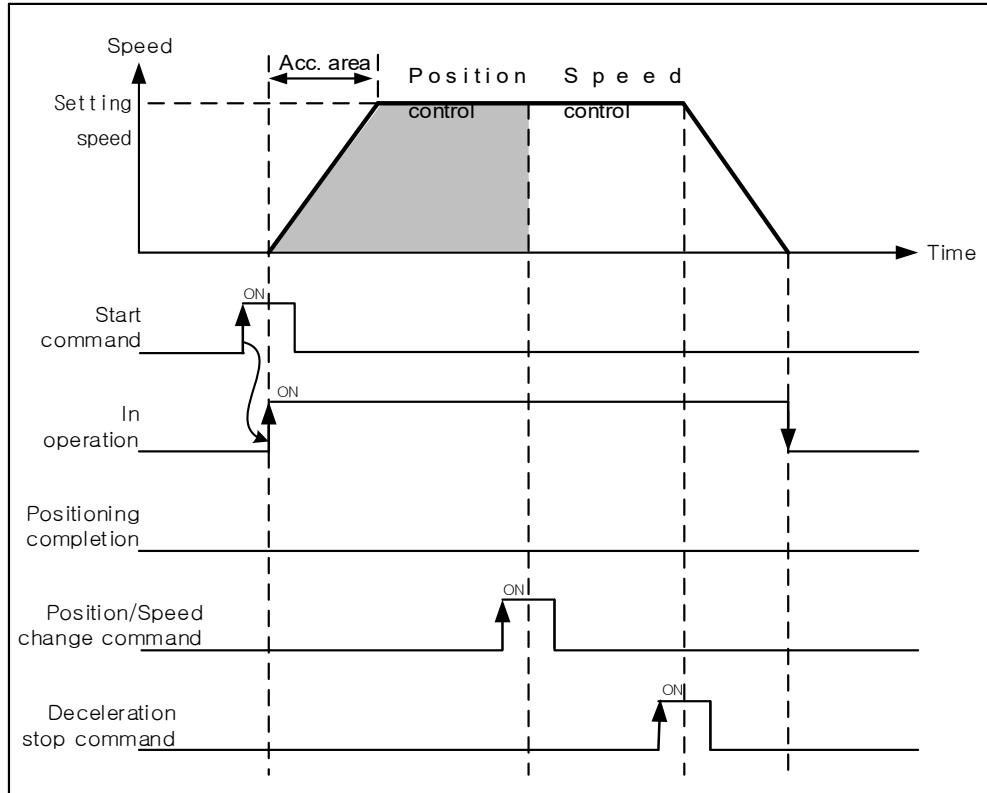 Speed
Acc. area
Position Speed
Setting control control
speed
Time
ON
Start
command
ON
In
operation
Positioning
completion
ON
Position/Speed
change command
ON
Deceleration
stop command